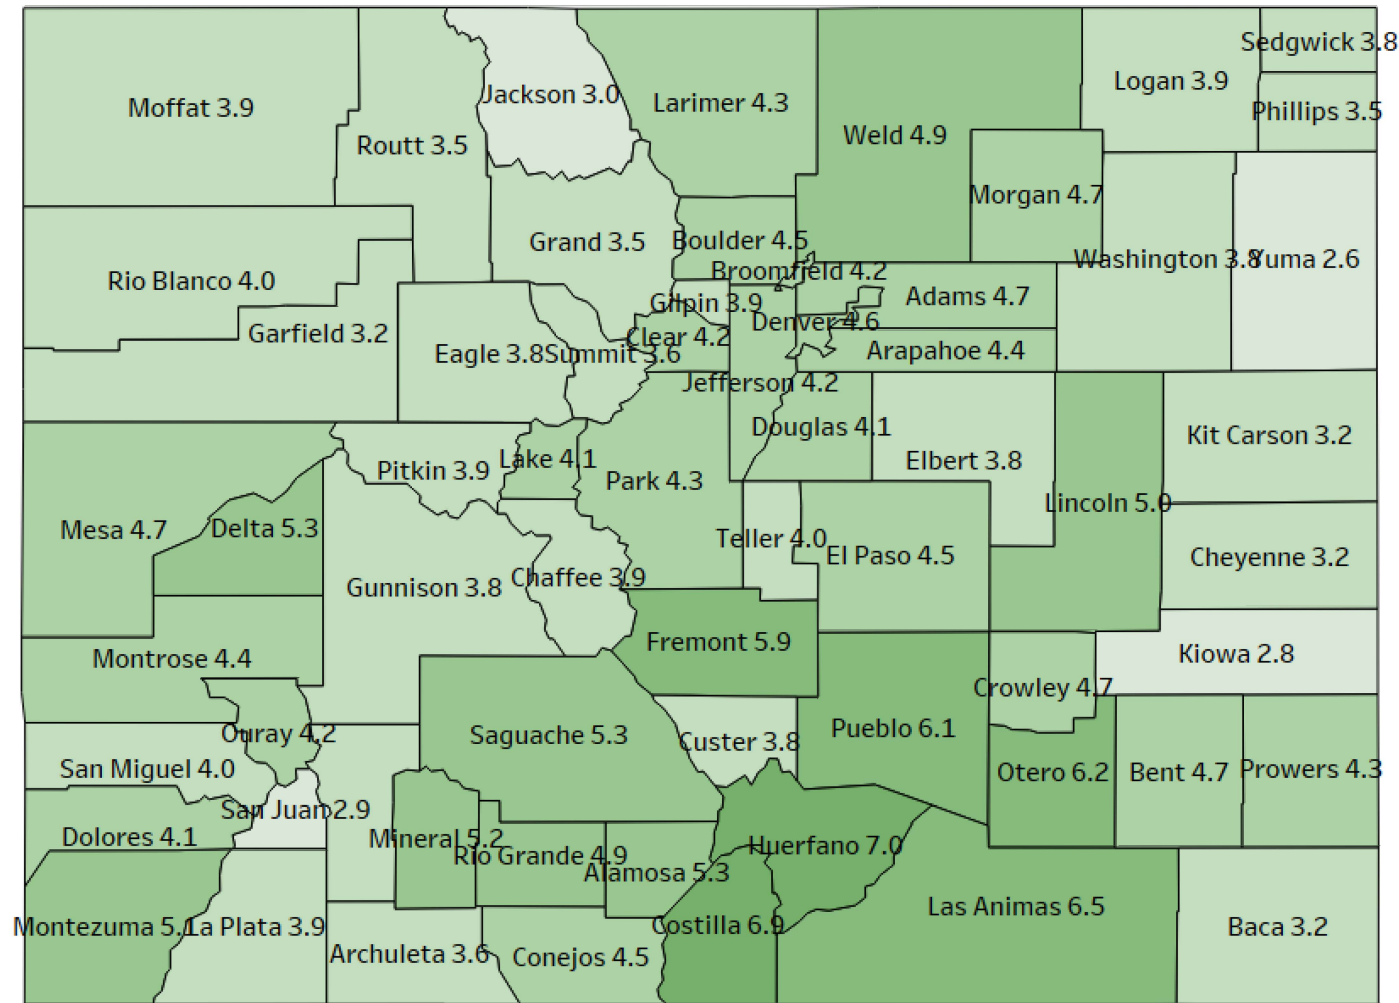 Sedgwick 3.8
Logan 3.9
Jackson 3.0
Larimer 4.3
Moffat 3.9
Phillips 3.5
Weld 4.9
Routt 3.5
Morgan 4.7
Grand 3.5
Boulder 4.5
Washington 3.8
Yuma 2.6
Broomfield 4.2
Rio Blanco 4.0
Adams 4.7
Gilpin 3.9
Denver 4.6
Garfield 3.2
Clear 4.2
Eagle 3.8
Summit 3.6
Arapahoe 4.4
Jefferson 4.2
Douglas 4.1
Kit Carson 3.2
Lake 4.1
Elbert 3.8
Pitkin 3.9
Park 4.3
Lincoln 5.0
Mesa 4.7
Delta 5.3
Teller 4.0
El Paso 4.5
Cheyenne 3.2
Chaffee 3.9
Gunnison 3.8
Fremont 5.9
Kiowa 2.8
Montrose 4.4
Crowley 4.7
Pueblo 6.1
Ouray 4.2
Saguache 5.3
Custer 3.8
San Miguel 4.0
Otero 6.2
Bent 4.7
Prowers 4.3
San Juan 2.9
Dolores 4.1
Mineral 5.2
Huerfano 7.0
Rio Grande 4.9
Alamosa 5.3
Las Animas 6.5
Montezuma 5.1
La Plata 3.9
Costilla 6.9
Baca 3.2
Archuleta 3.6
Conejos 4.5